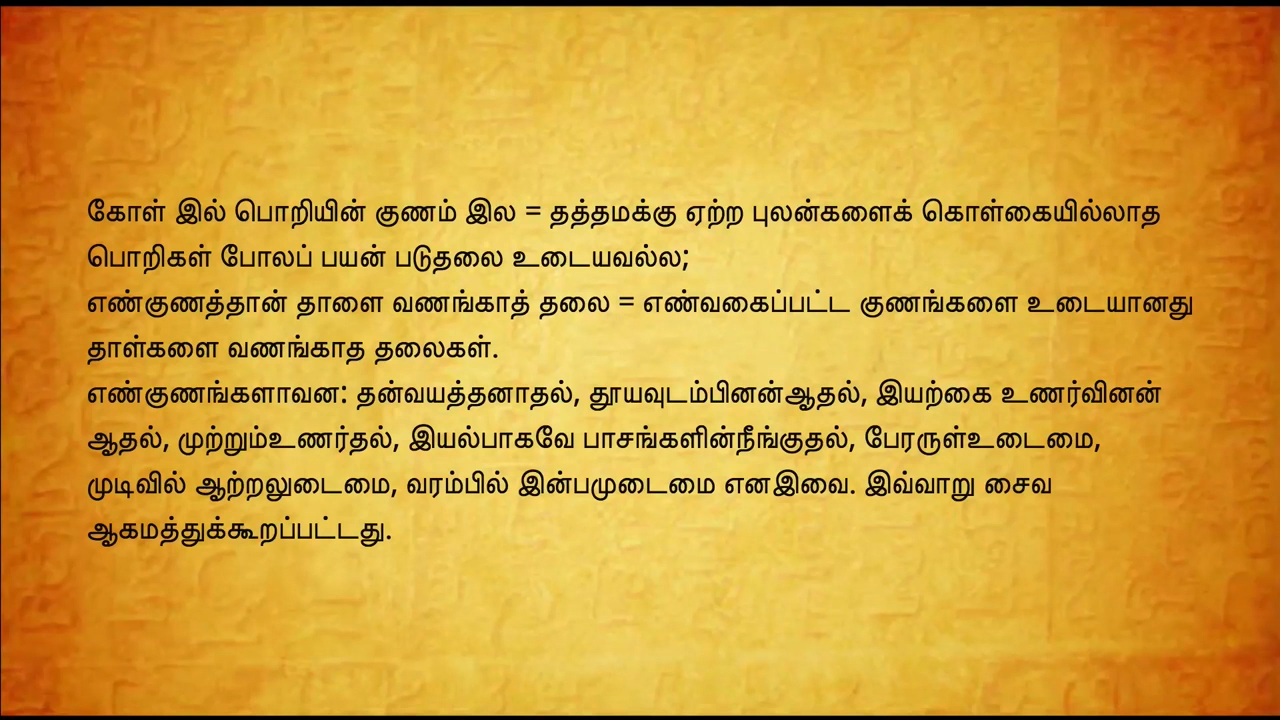 கோள் இல் பொறியின் குணம் இல = தத்தமக்கு ஏற்ற புலன்களைக் கொள்கையில்லாத
பொறிகள் போலப் பயன் படுதலை உடையவல்ல;
எண்குணத்தான் தாளை வணங்காத் தலை = எண்வகைப்பட்ட குணங்களை உடையானது
தாள்களை வணங்காத தலைகள்.
எண்குணங்களாவன: தன்வயத்தனாதல், தூயவுடம்பினன்ஆதல், இயற்கை உணர்வினன்
ஆதல், முற்றும்உணர்தல், இயல்பாகவே பாசங்களின்நீங்குதல், பேரருள்உடைமை,
முடிவில் ஆற்றலுடைமை, வரம்பில் இன்பமுடைமை எனஇவை. இவ்வாறு சைவ
ஆகமத்துக்கூறப்பட்டது.